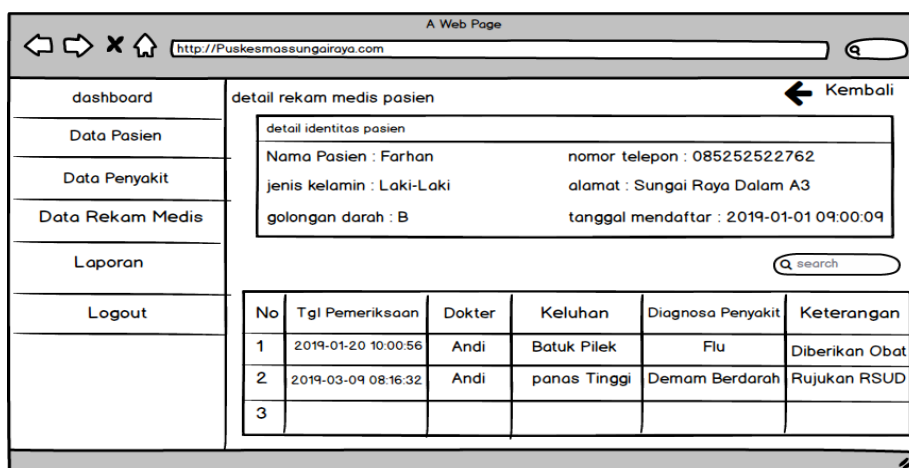 A Web Page
http://Puskesmassungairaya.com
dashboard
Data Pasien
Data Penyakit
Data Rekam Medis
Laporan
Logout
detail rekam medis pasien
Kembali
detail identitas pasien
Nama Pasien : Farhan
nomor telepon : 085252522762
jenis kelamin : Laki-Laki
alamat : Sungai Raya Dalam A3
golongan darah : B
tanggal mendaftar : 2019-01-01 09:00:09
search
No Tgl Pemeriksaan Dokter Keluhan Diagnosa Penyakit Keterangan
1 2019-01-20 10:00:56 Andi Batuk Pilek Flu Diberikan Obat
2 2019-03-09 08:16:32 Andi panas Tinggi Demam Berdarah Rujukan RSUD
3